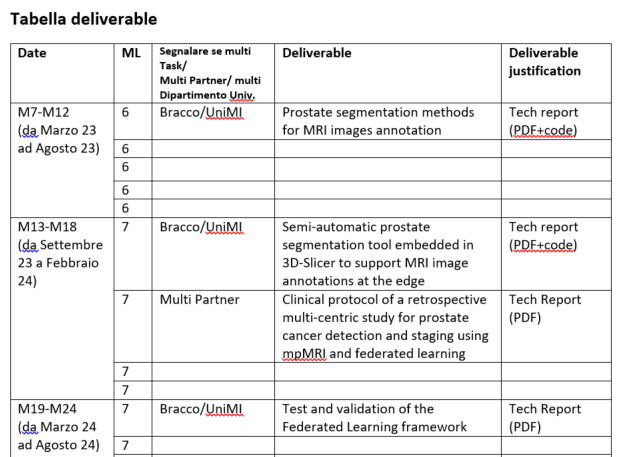 Tabella deliverable
Date
ML
Segnalare se multi
Task/
Multi Partner/ multi
Dipartimento Univ.
Deliverable
Deliverable
justification
M7-M12
(da Marzo 23
ad Agosto 23)
6
Bracco/UniMI
Prostate segmentation methods
for MRI images annotation
Tech report
(PDF+code)
6
6
6
6
M13-M18
(da Settembre
23 a Febbraio
24)
7
Bracco/UniMI
Semi-automatic prostate
segmentation tool embedded in
3D-Slicer to support MRI image
annotations at the edge
Tech report
(PDF+code)
7
Multi Partner
Clinical protocol of a retrospective
multi-centric study for prostate
cancer detection and staging using
mpMRI and federated learning
Tech Report
(PDF)
7
7
M19-M24
(da Marzo 24
ad Agosto 24)
7
Bracco/UniMI
Test and validation of the
Federated Learning framework
Tech Report
(PDF)
7